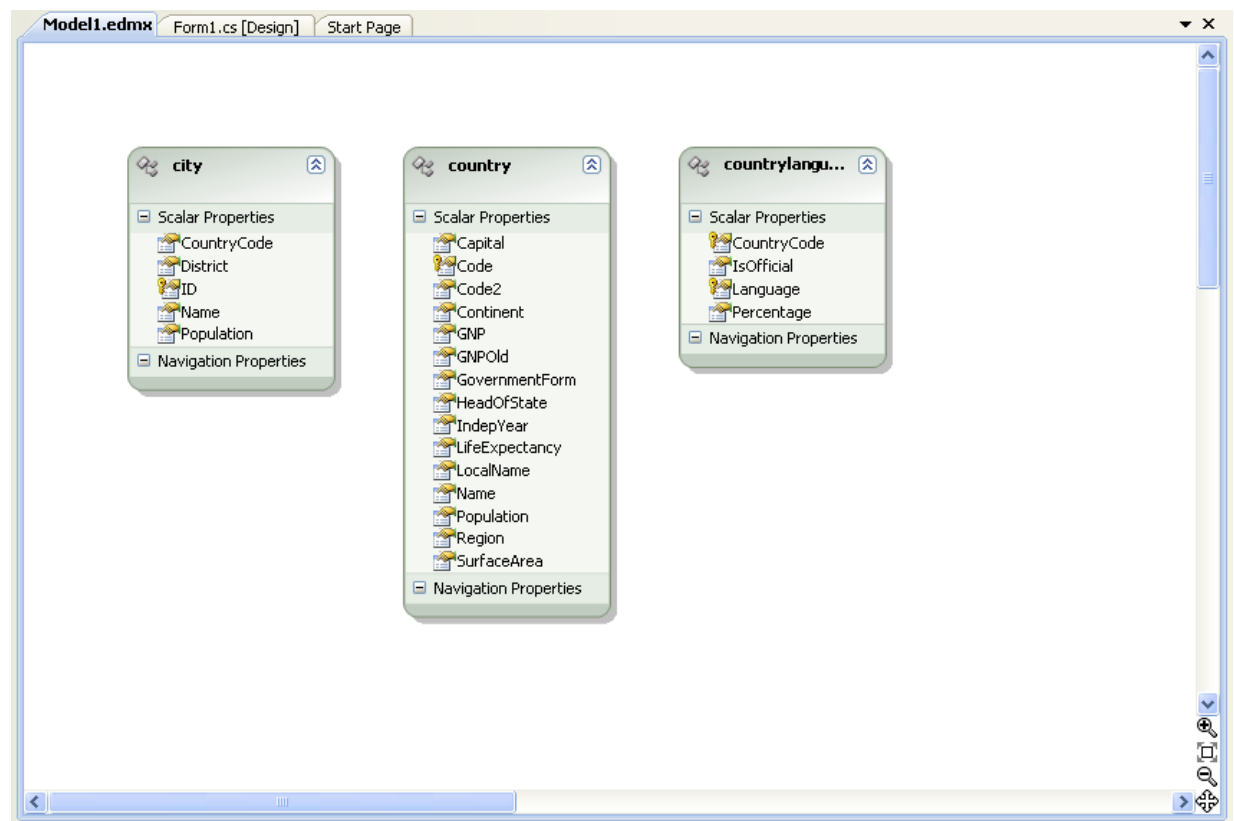 Model1.edmx Form1.cs [Design] Start Page
city
Scalar Properties
CountryCode
District
ID
Name
Population
Navigation Properties
country
Scalar Properties
Capital
Code
Code2
Continent
GNP
GNPOld
GovernmentForm
HeadOfState
IndepYear
LifeExpectancy
LocalName
Name
Population
Region
SurfaceArea
Navigation Properties
countrylangu...
Scalar Properties
CountryCode
IsOfficial
Language
Percentage
Navigation Properties